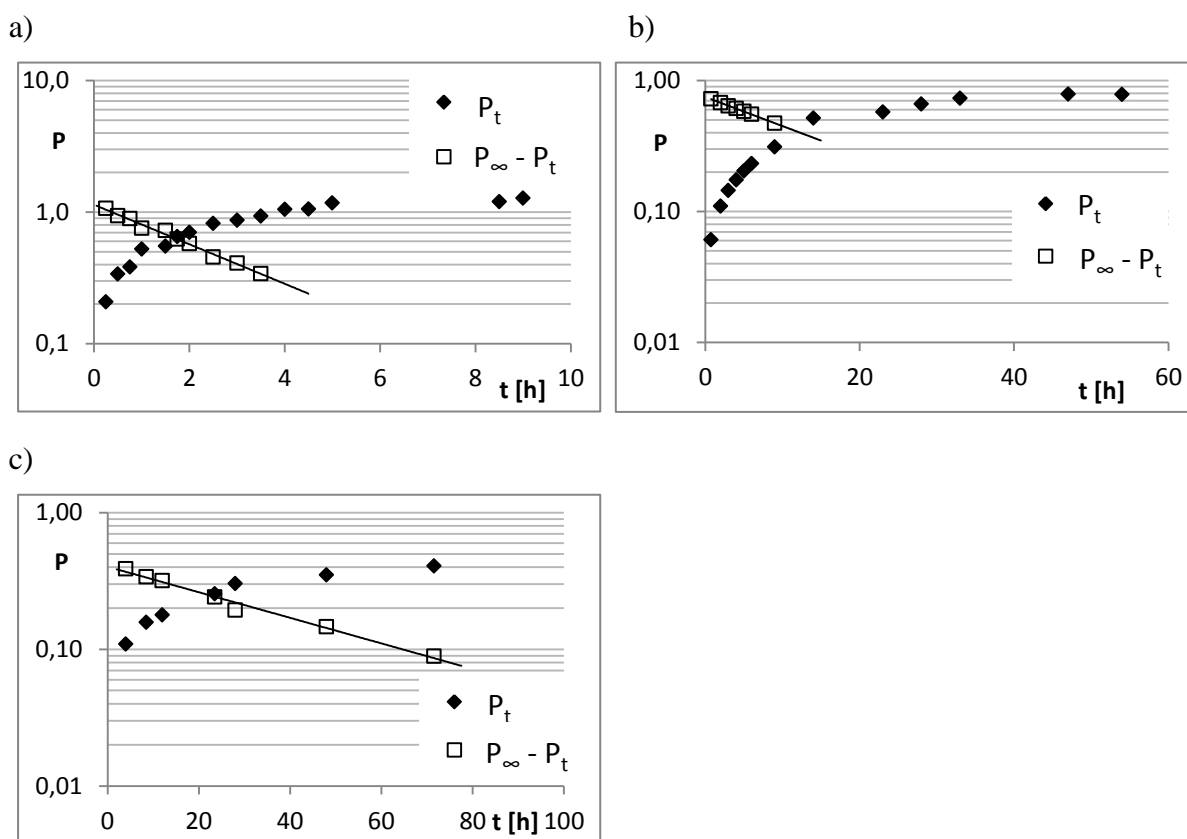 a)
10,0
P
1,0
0,1
0 2 4 6 8 10
t [h]
P_t
P_∞ - P_t
b)
1,00
P
0,10
0,01
0 20 40 60
t [h]
P_t
P_∞ - P_t
c)
1,00
P
0,10
0,01
0 20 40 60 80 100
t [h]
P_t
P_∞ - P_t